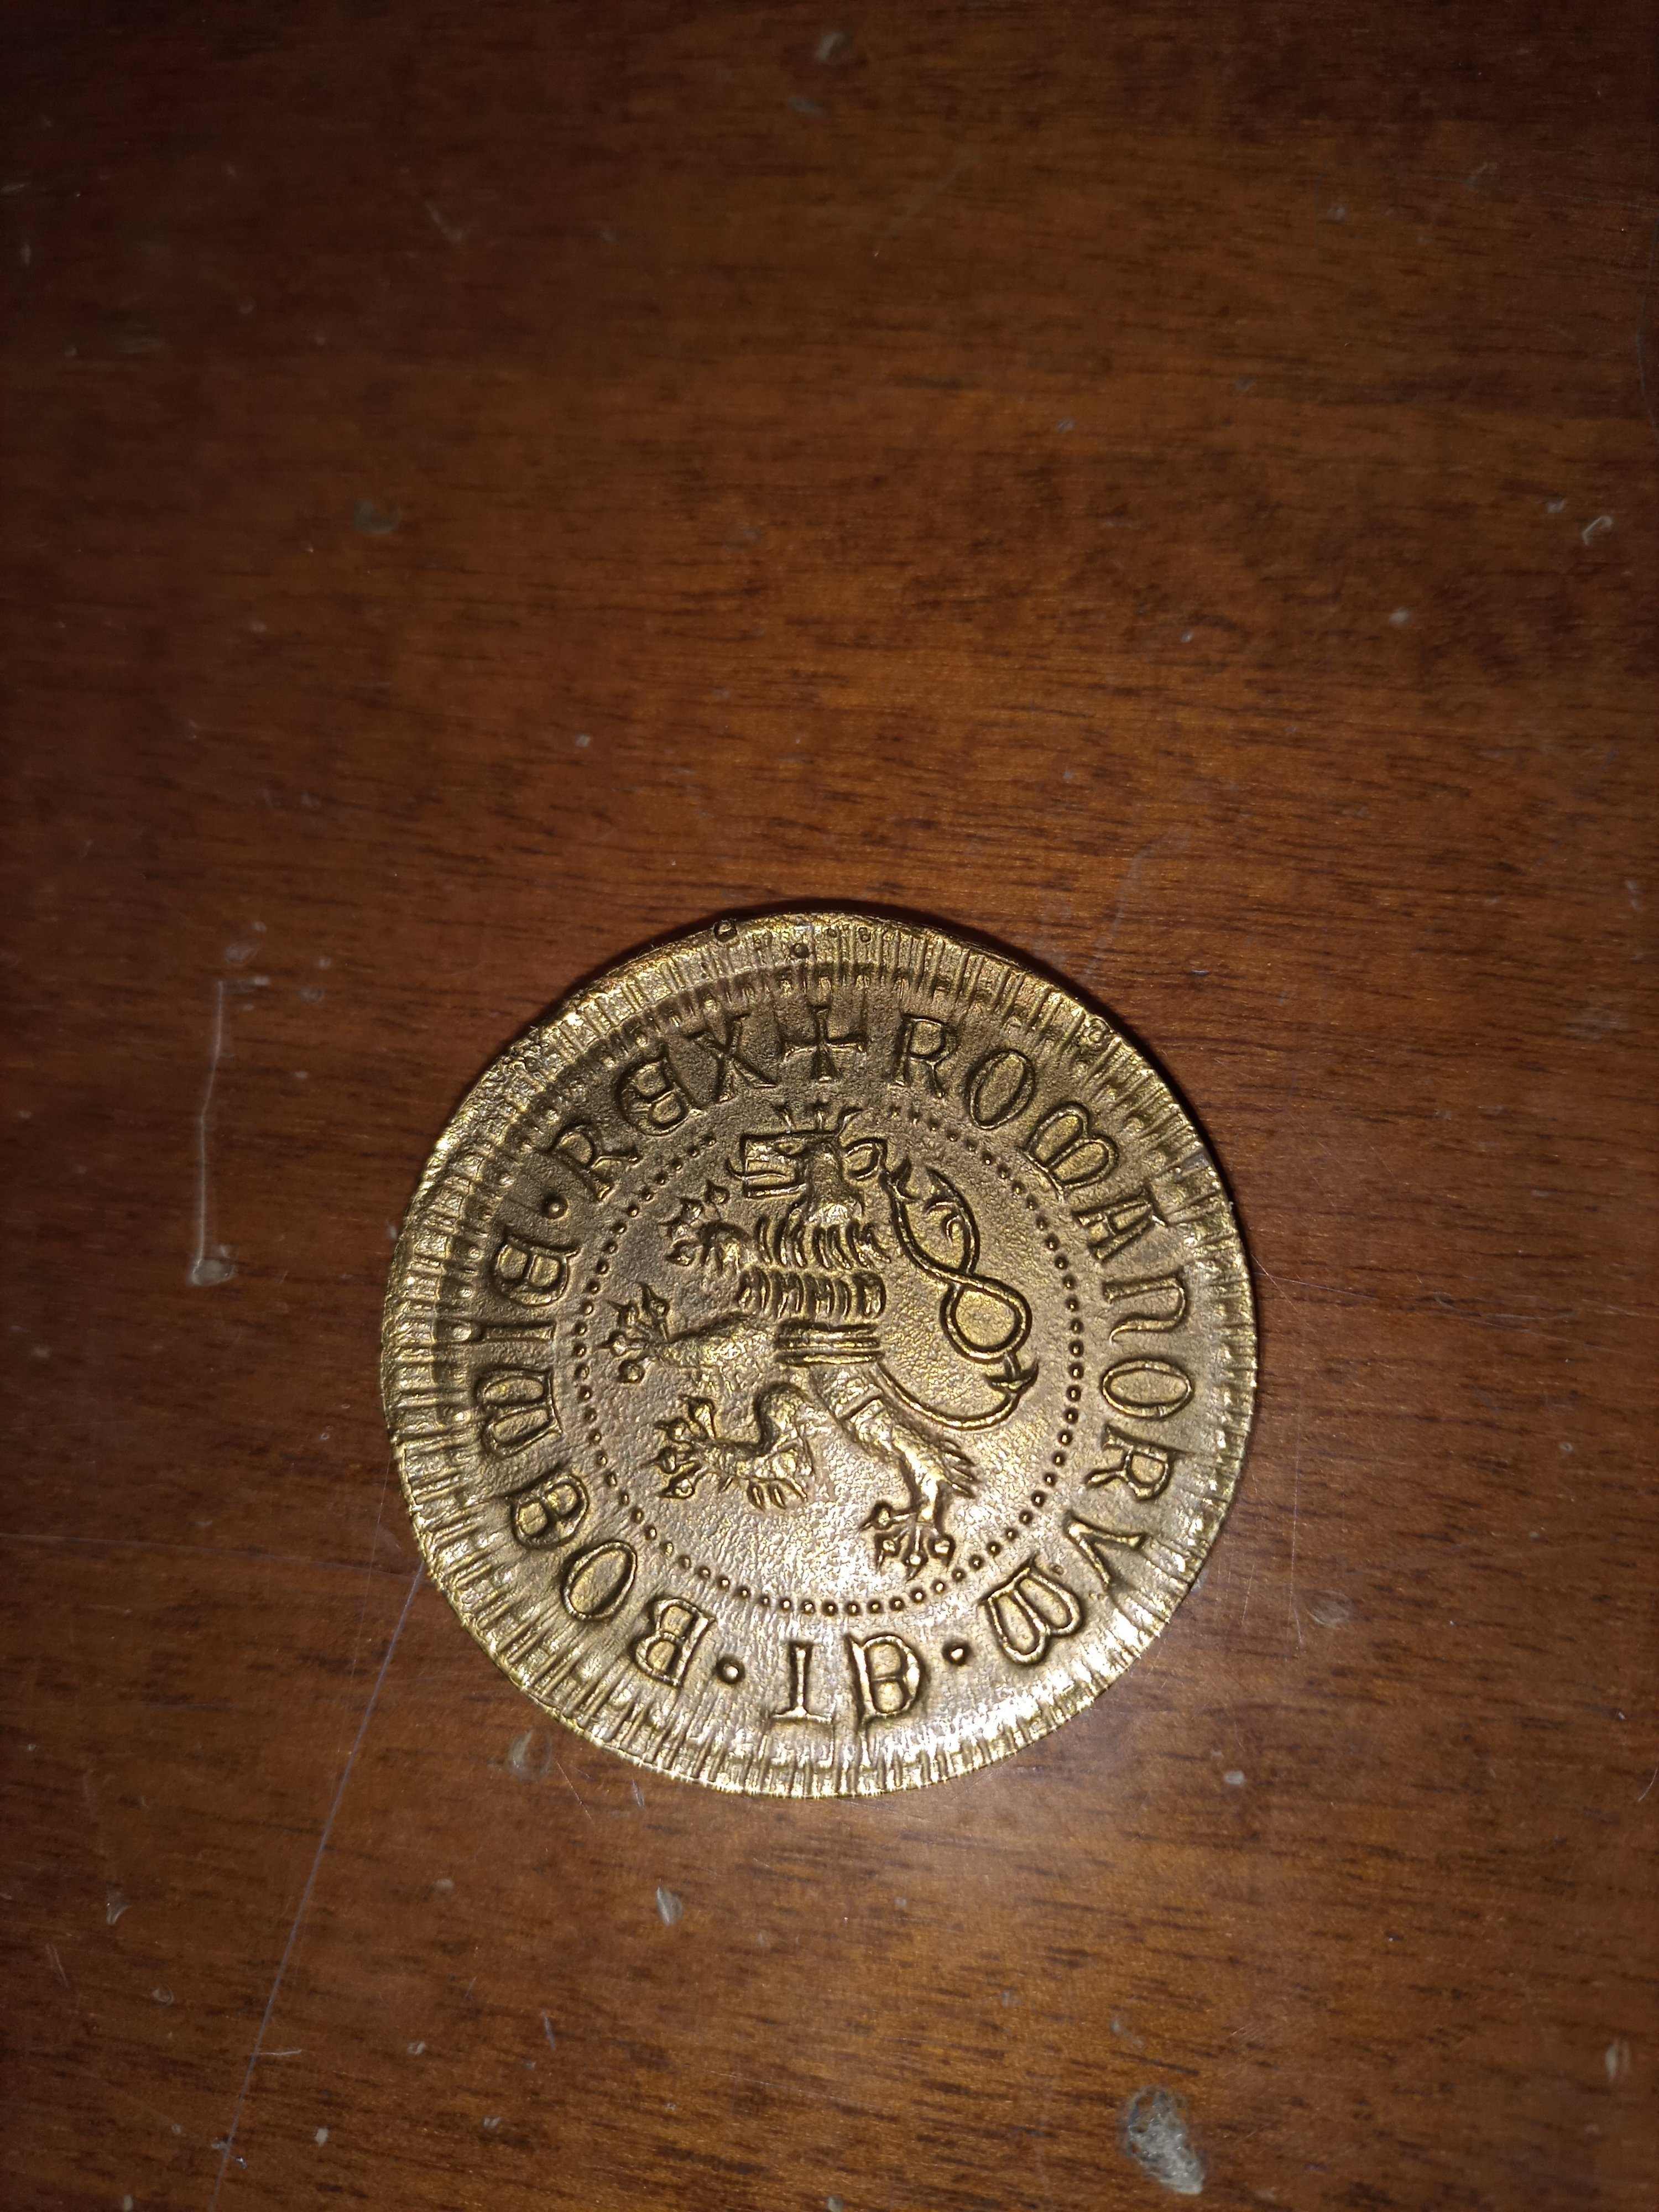 + ROMANORVM · ET · BOEMIE · REX